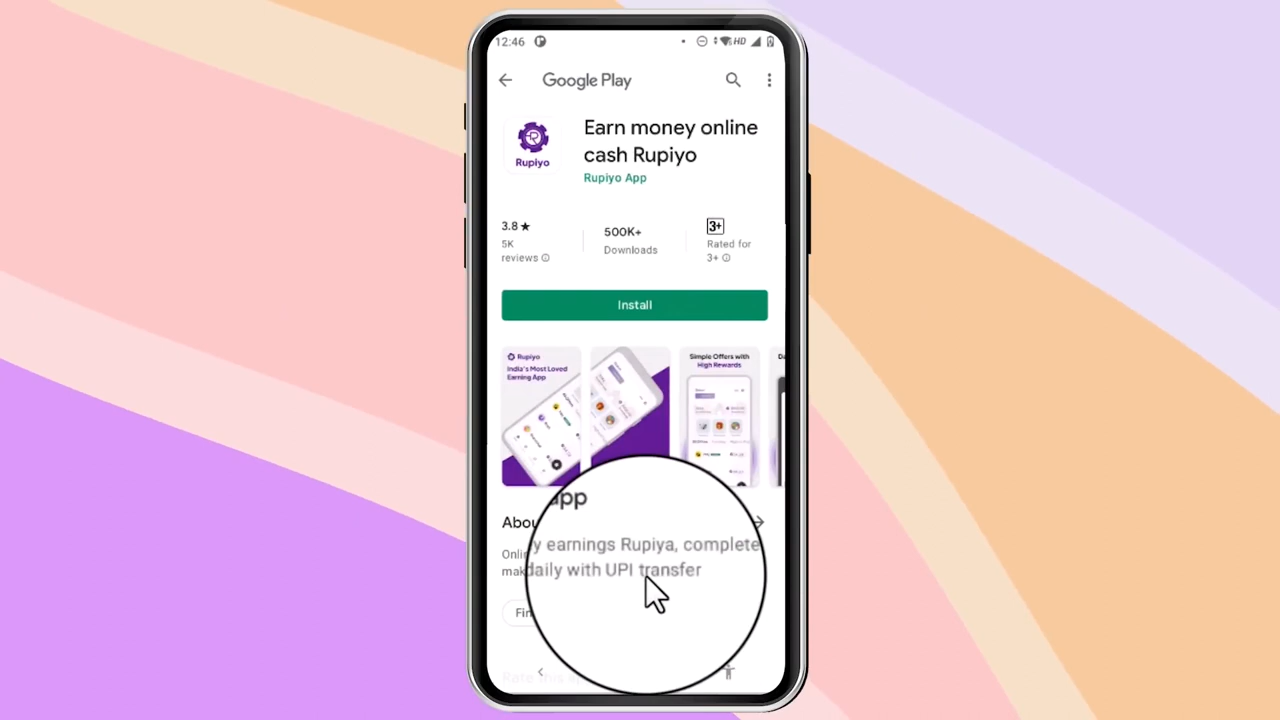 12:46
HD
Google Play
Rupiyo
Earn money online
cash Rupiyo
Rupiyo App
3.8★
5K
reviews
500K+
Downloads
3+
Rated for
3+
Install
Rupiyo
India's Most Loved
Earning App
Simple Offers with
High Rewards
app
earnings Rupiya, complete
daily with UPI transfer